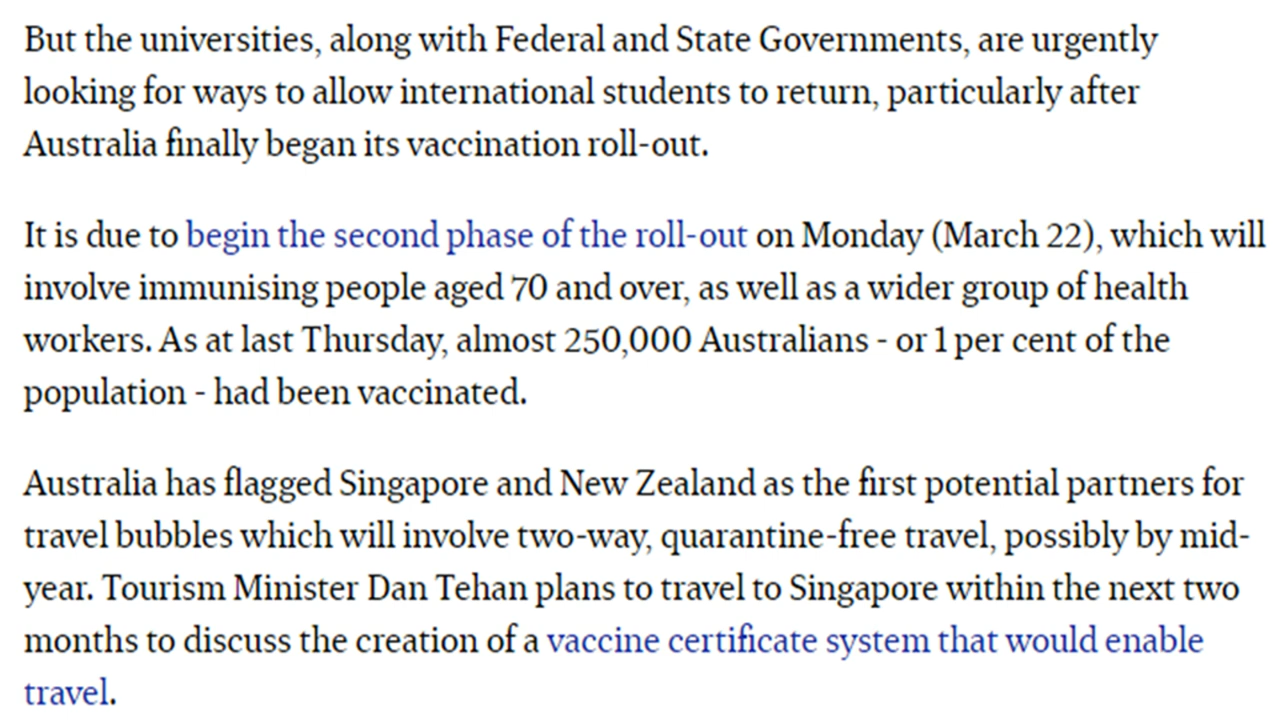 But the universities, along with Federal and State Governments, are urgently
looking for ways to allow international students to return, particularly after
Australia finally began its vaccination roll-out.
It is due to begin the second phase of the roll-out on Monday (March 22), which will
involve immunising people aged 70 and over, as well as a wider group of health
workers. As at last Thursday, almost 250,000 Australians - or 1 per cent of the
population - had been vaccinated.
Australia has flagged Singapore and New Zealand as the first potential partners for
travel bubbles which will involve two-way, quarantine-free travel, possibly by mid-
year. Tourism Minister Dan Tehan plans to travel to Singapore within the next two
months to discuss the creation of a vaccine certificate system that would enable
travel.